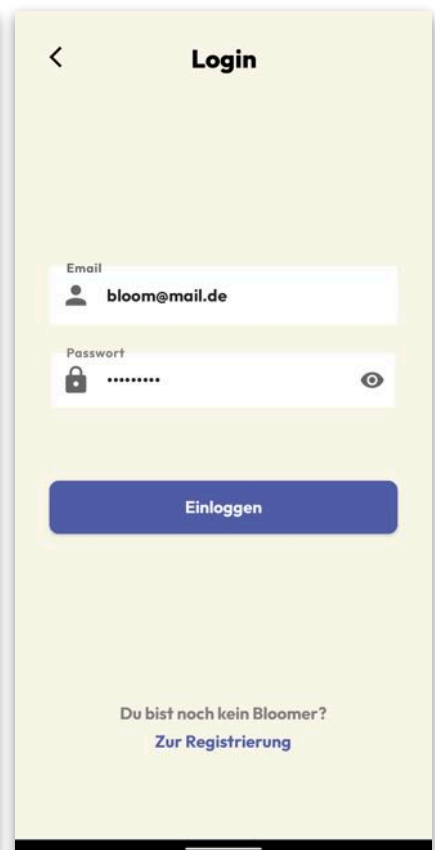 Login
Email
bloom@mail.de
Passwort
•••••••••
Einloggen
Du bist noch kein Bloomer?
Zur Registrierung